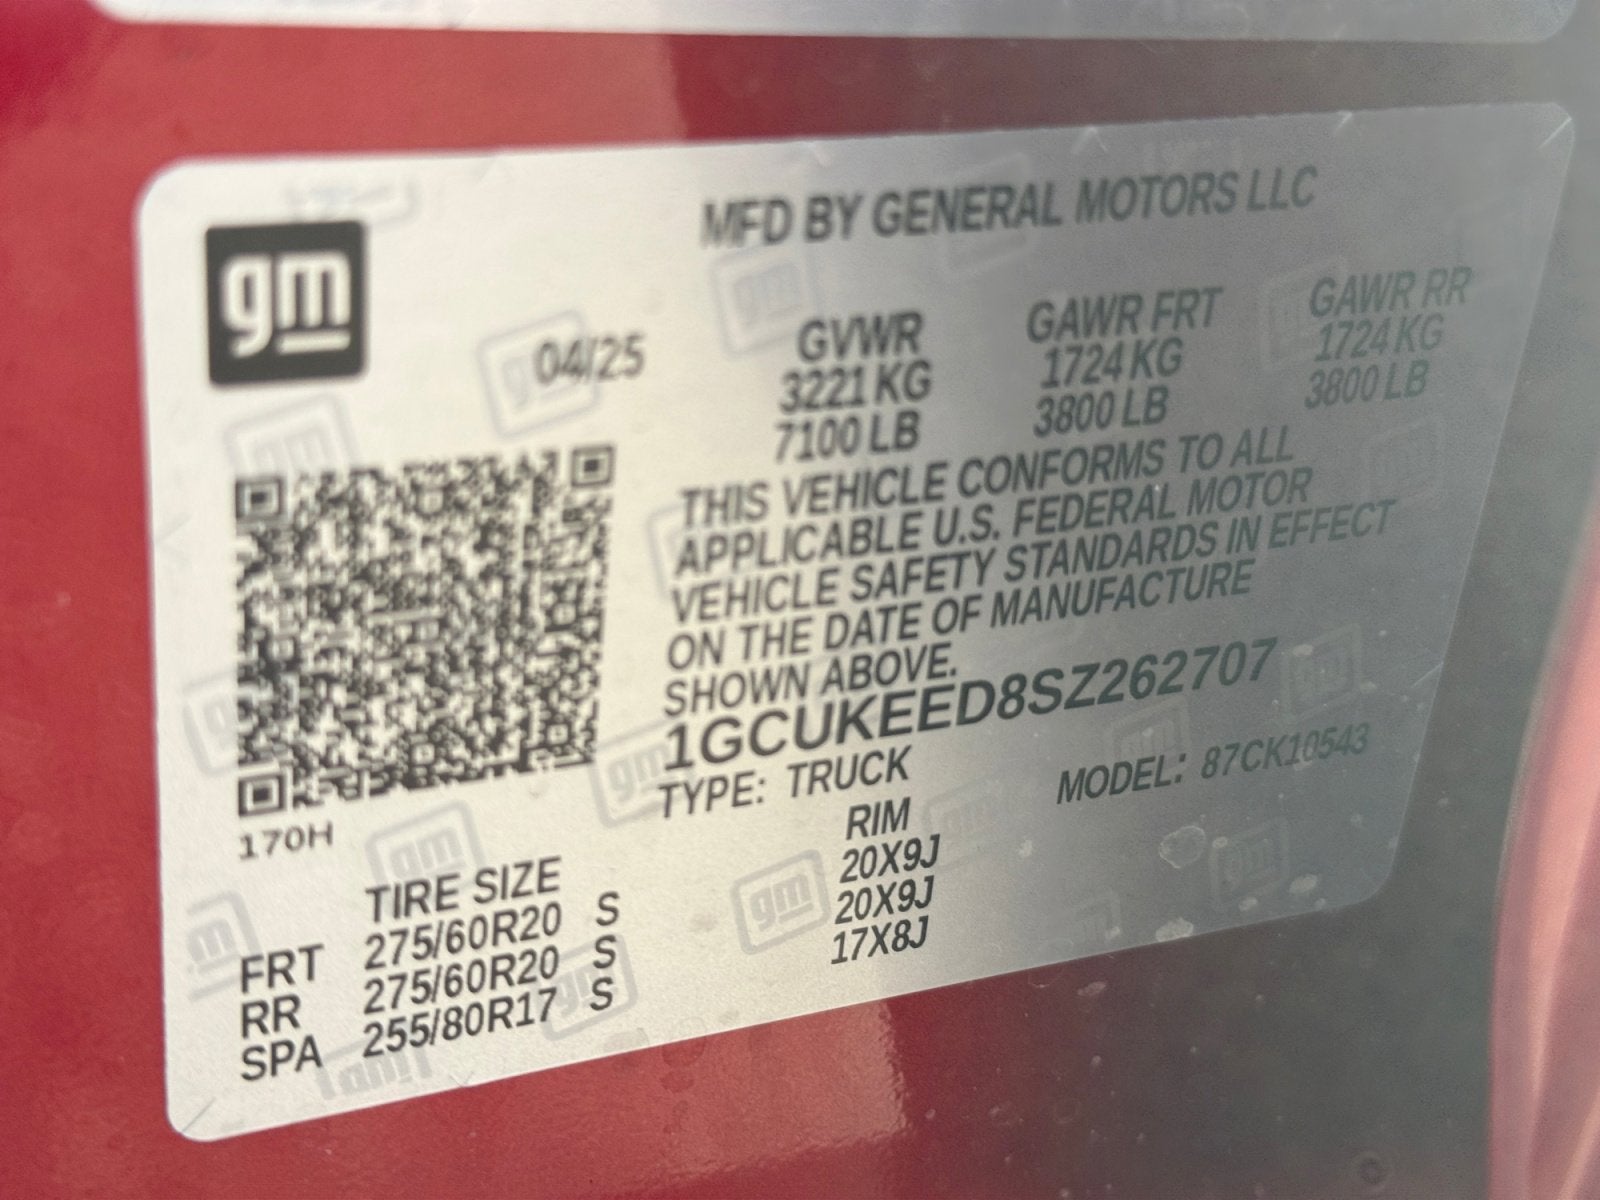 gm
MFD BY GENERAL MOTORS LLC
04/25
GVWR GAWR FRT GAWR RR
3221 KG 1724 KG 1724 KG
7100 LB 3800 LB 3800 LB
THIS VEHICLE CONFORMS TO ALL
APPLICABLE U.S. FEDERAL MOTOR
VEHICLE SAFETY STANDARDS IN EFFECT
ON THE DATE OF MANUFACTURE
SHOWN ABOVE.
1GCUKEED8SZ262707
TYPE: TRUCK MODEL: 87CK10543
170H
TIRE SIZE RIM
FRT 275/60R20 S 20X9J
RR 275/60R20 S 20X9J
SPA 255/80R17 S 17X8J